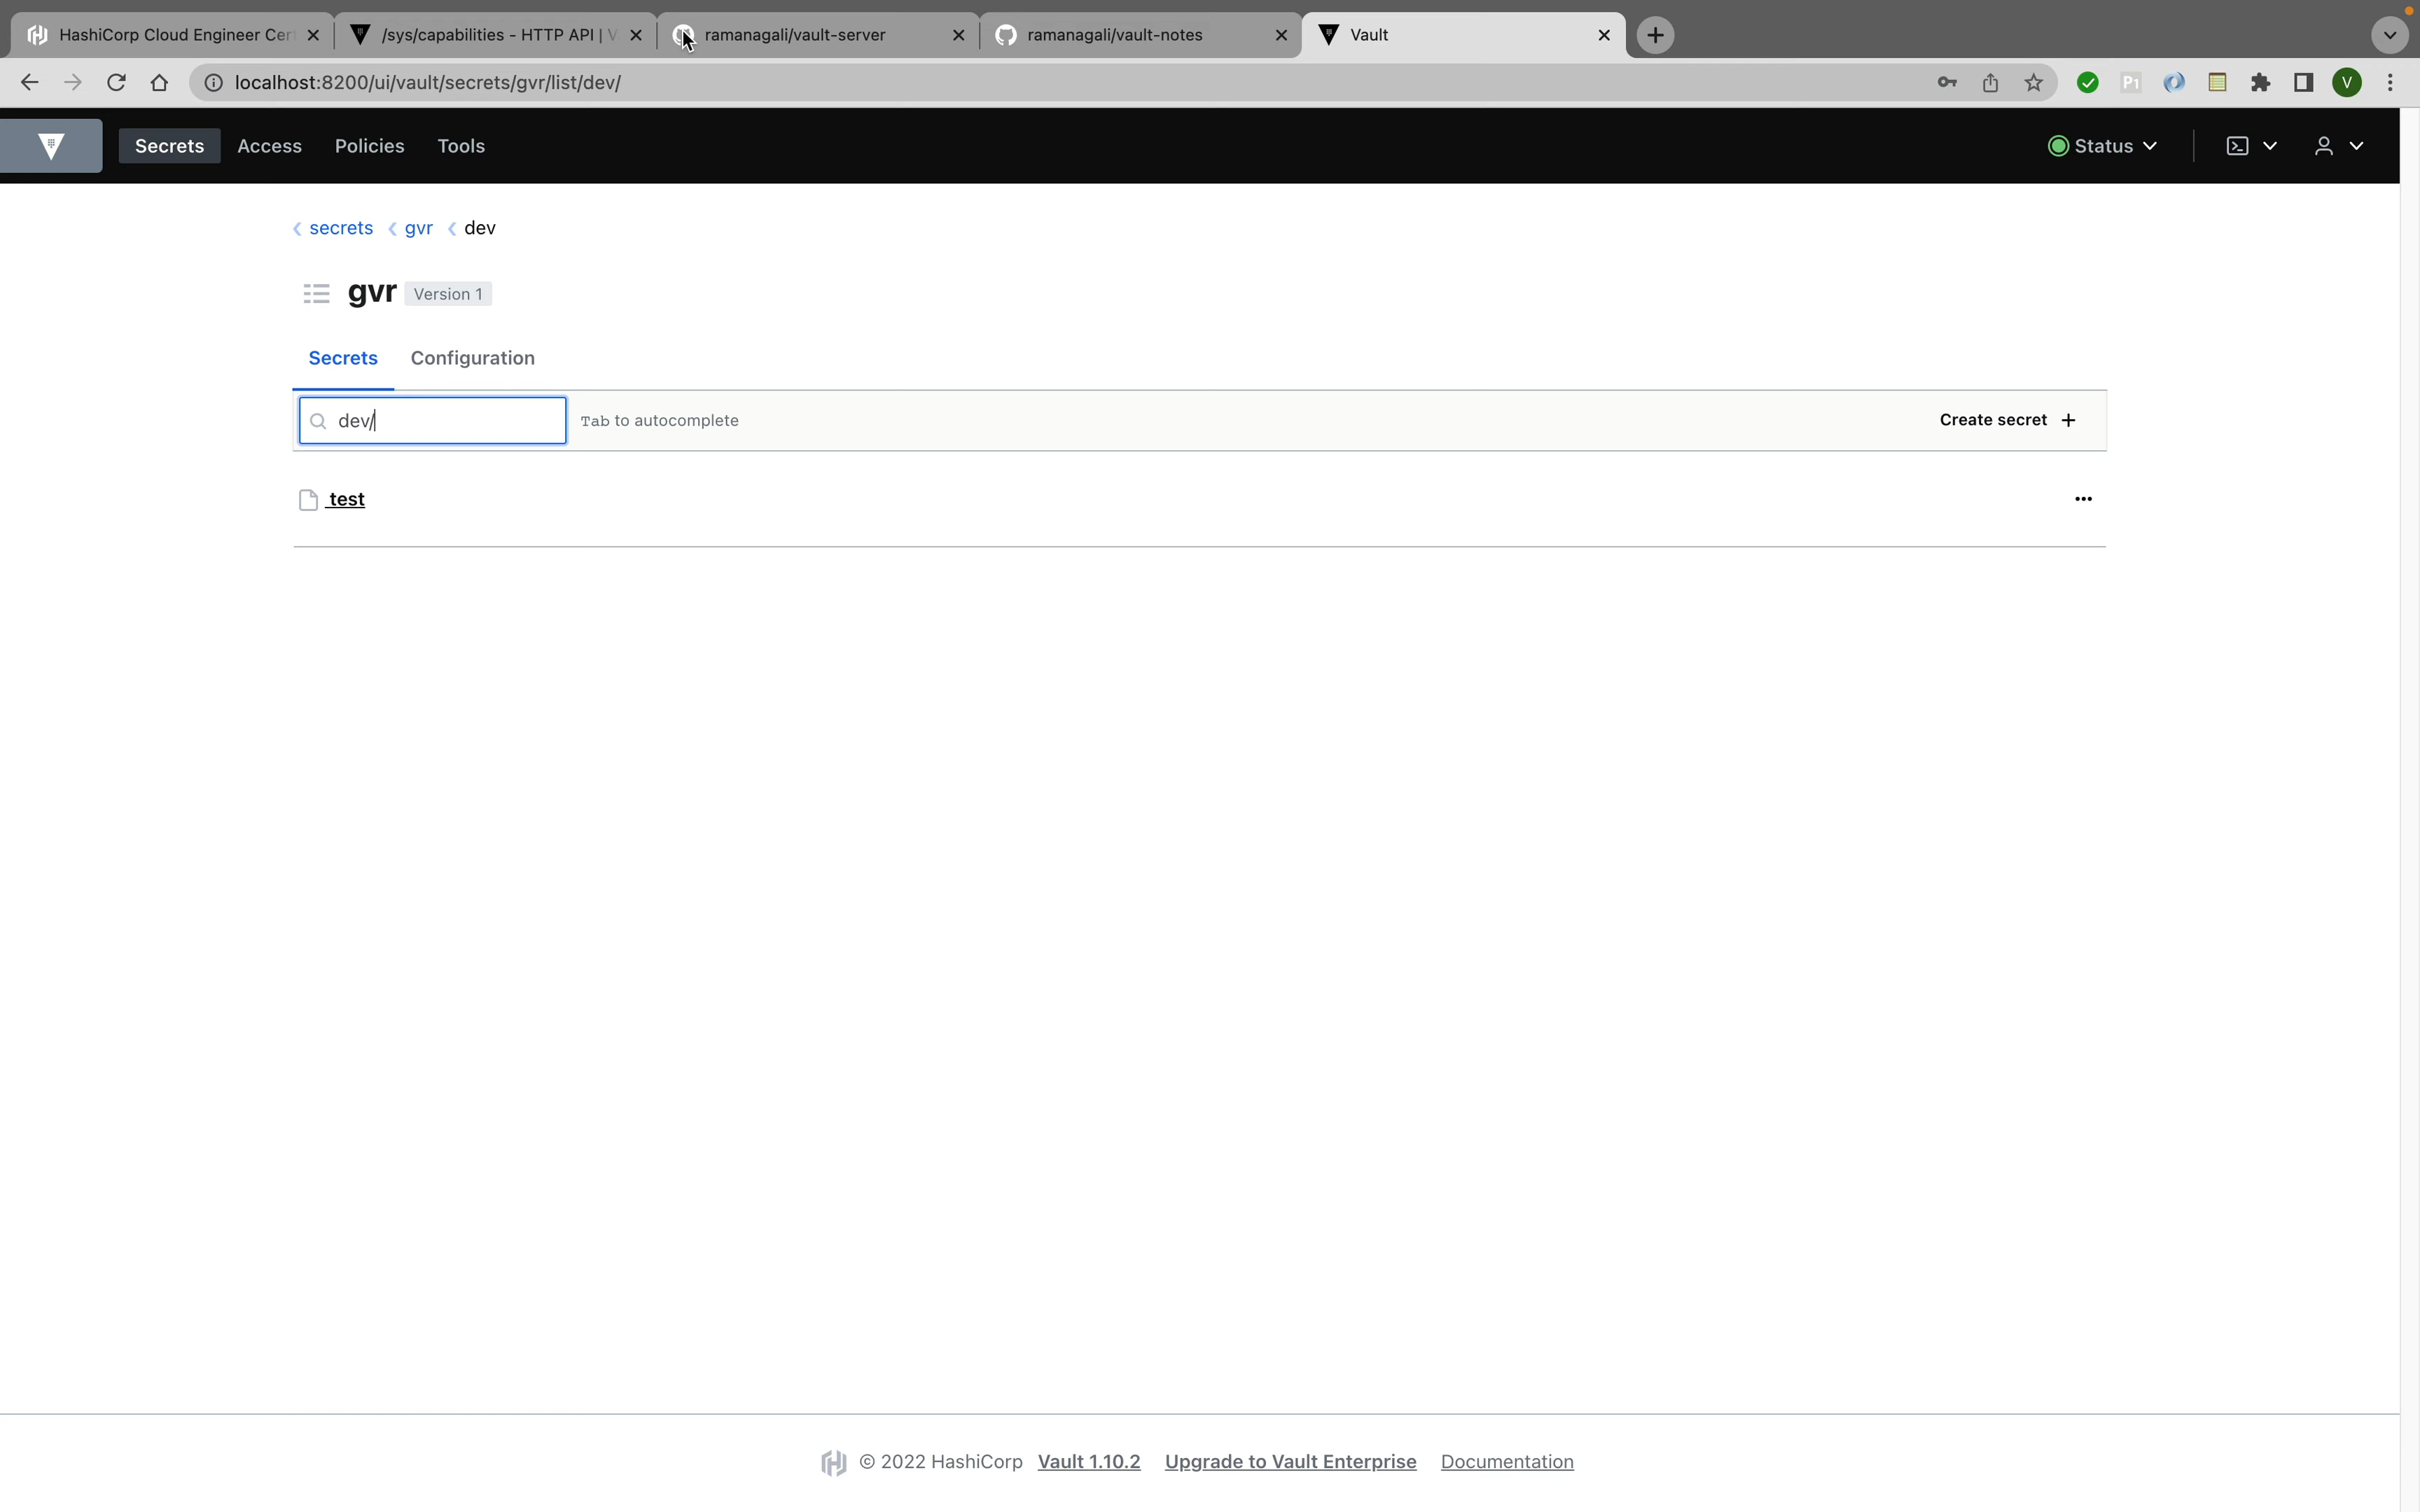 HashiCorp Cloud Engineer Cer
/sys/capabilities - HTTP API | V
ramanagali/vault-server
ramanagali/vault-notes
Vault
localhost:8200/ui/vault/secrets/gvr/list/dev/
P1
V
Secrets Access Policies Tools
Status
secrets gvr dev
gvr Version 1
Secrets Configuration
dev/ Tab to autocomplete Create secret +
test
© 2022 HashiCorp Vault 1.10.2 Upgrade to Vault Enterprise Documentation